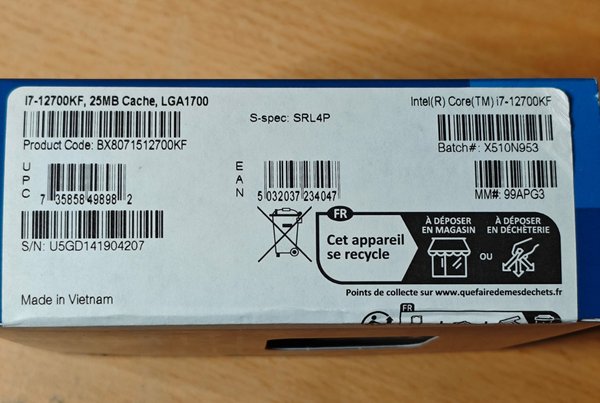 i7-12700KF, 25MB Cache, LGA1700
Intel(R) Core(TM) i7-12700KF
S-spec: SRL4P
Product Code: BX8071512700KF
Batch#: X510N953
UPC
7 35858 49898 2
EAN
5 032037 234047
MM#: 99APG3
S/N: U5GD141904207
FR
Cet appareil
se recycle
À DÉPOSER
EN MAGASIN
OU
À DÉPOSER
EN DÉCHÈTERIE
Points de collecte sur www.quefairedemesdechets.fr
Made in Vietnam
FR